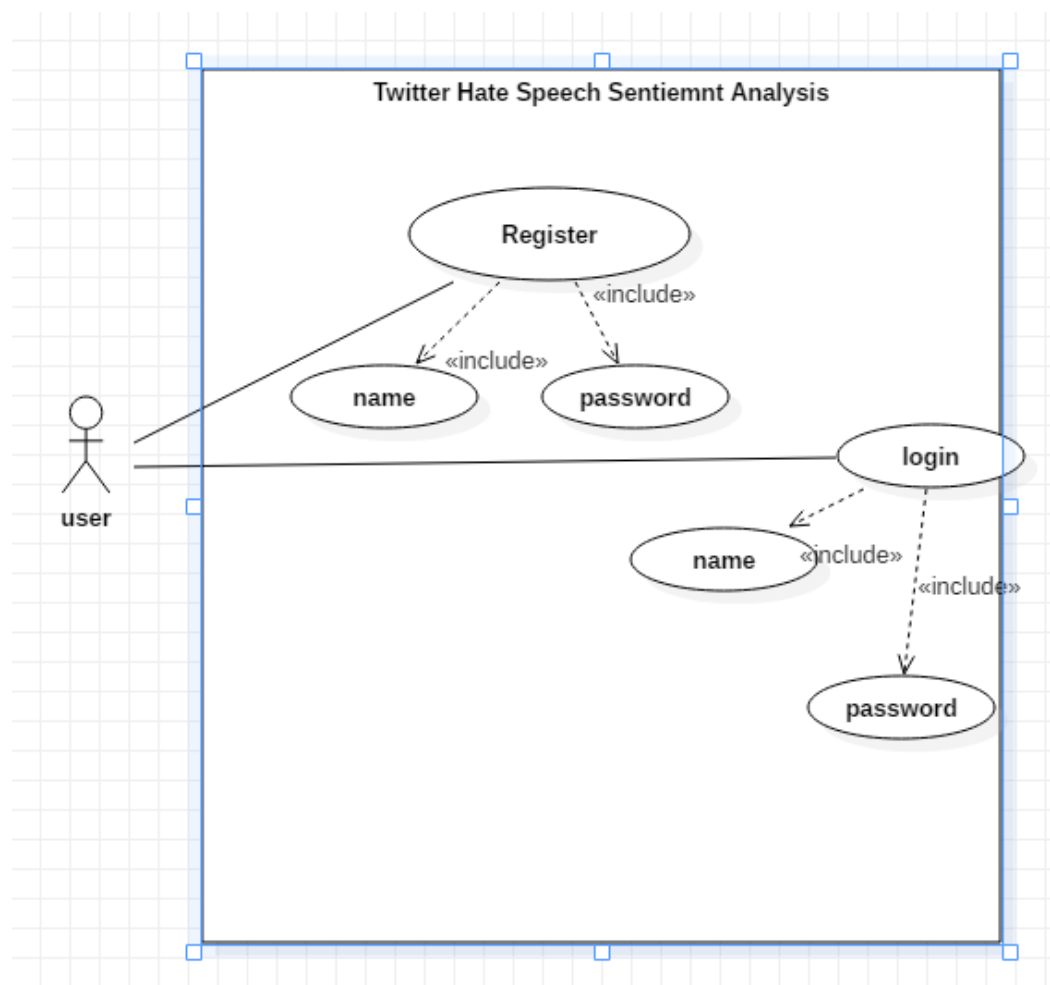 Twitter Hate Speech Sentiemnt Analysis
Register
«include»
«include»
name
password
login
user
name
«include»
«include»
password